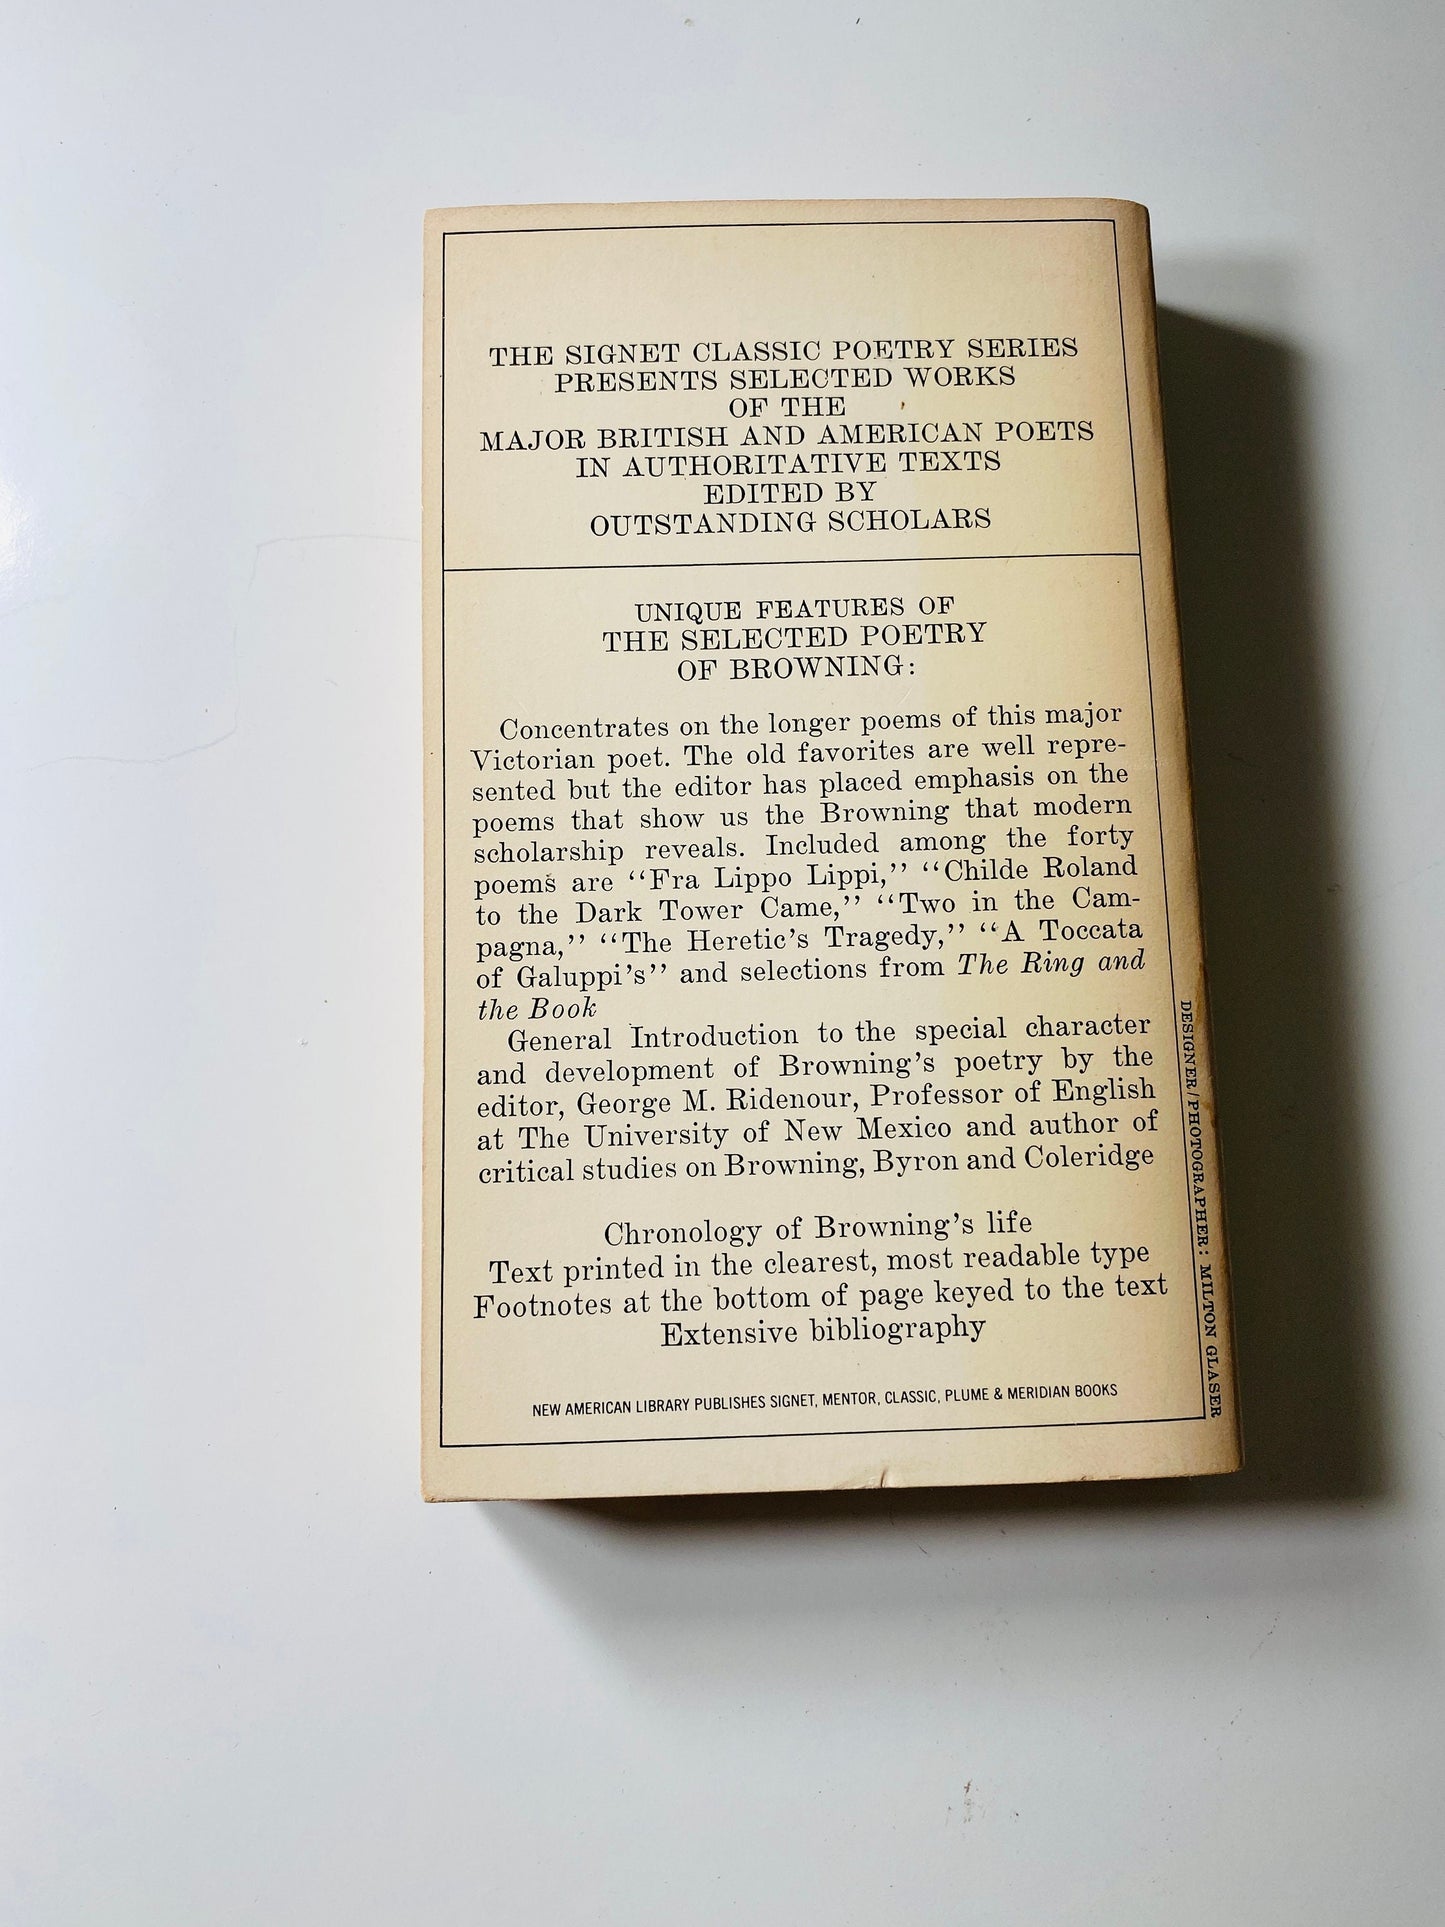 THE SIGNET CLASSIC POETRY SERIES
PRESENTS SELECTED WORKS
OF THE
MAJOR BRITISH AND AMERICAN POETS
IN AUTHORITATIVE TEXTS
EDITED BY
OUTSTANDING SCHOLARS
UNIQUE FEATURES OF
THE SELECTED POETRY
OF BROWNING:
Concentrates on the longer poems of this major
Victorian poet. The old favorites are well repre-
sented but the editor has placed emphasis on the
poems that show us the Browning that modern
scholarship reveals. Included among the forty
poems are ‘‘Fra Lippo Lippi,’’ ‘‘Childe Roland
to the Dark Tower Came,’’ ‘‘Two in the Cam-
pagna,’’ ‘‘The Heretic’s Tragedy,’’ ‘‘A Toccata
of Galuppi’s’’ and selections from The Ring and
the Book
General Introduction to the special character
and development of Browning’s poetry by the
editor, George M. Ridenour, Professor of English
at The University of New Mexico and author of
critical studies on Browning, Byron and Coleridge
Chronology of Browning’s life
Text printed in the clearest, most readable type
Footnotes at the bottom of page keyed to the text
Extensive bibliography
NEW AMERICAN LIBRARY PUBLISHES SIGNET, MENTOR, CLASSIC, PLUME & MERIDIAN BOOKS
DESIGNER/PHOTOGRAPHER: MILTON GLASER